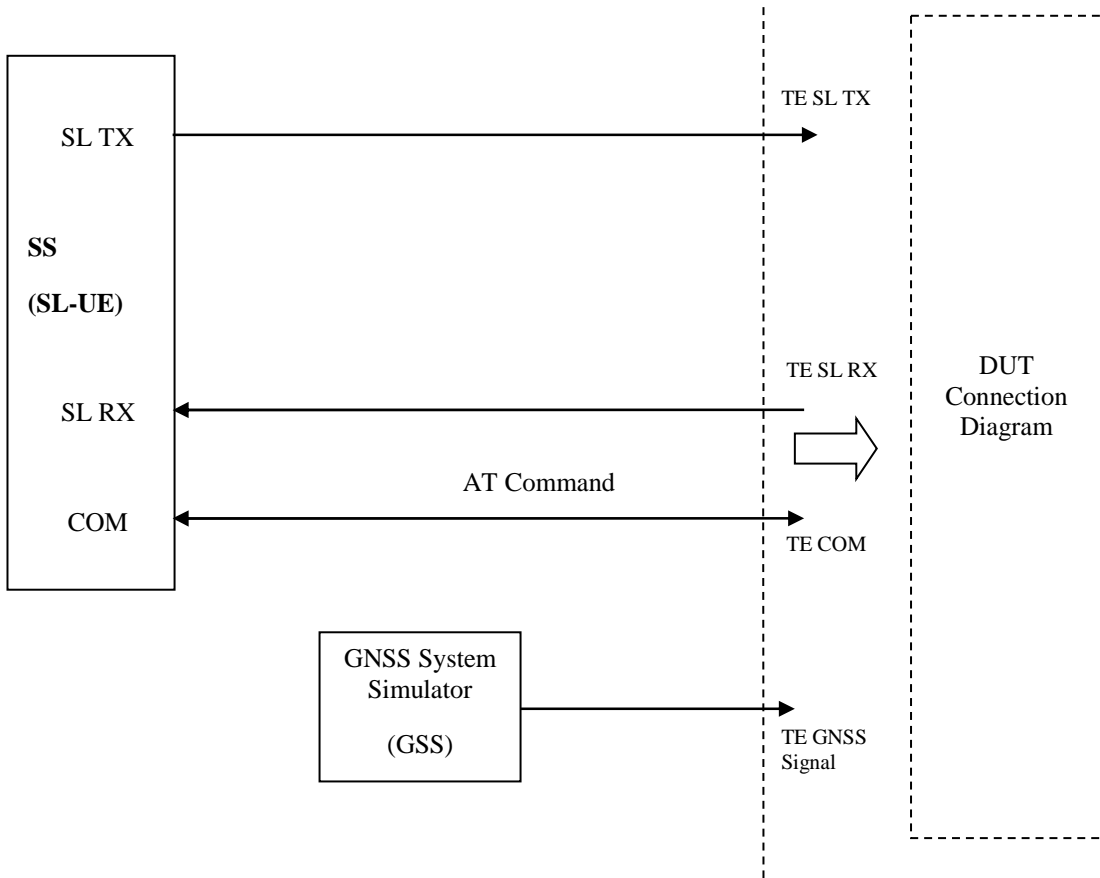 SL TX
SS
(SL-UE)
SL RX
COM
AT Command
GNSS System
Simulator
(GSS)
TE SL TX
TE SL RX
TE COM
TE GNSS
Signal
DUT
Connection
Diagram